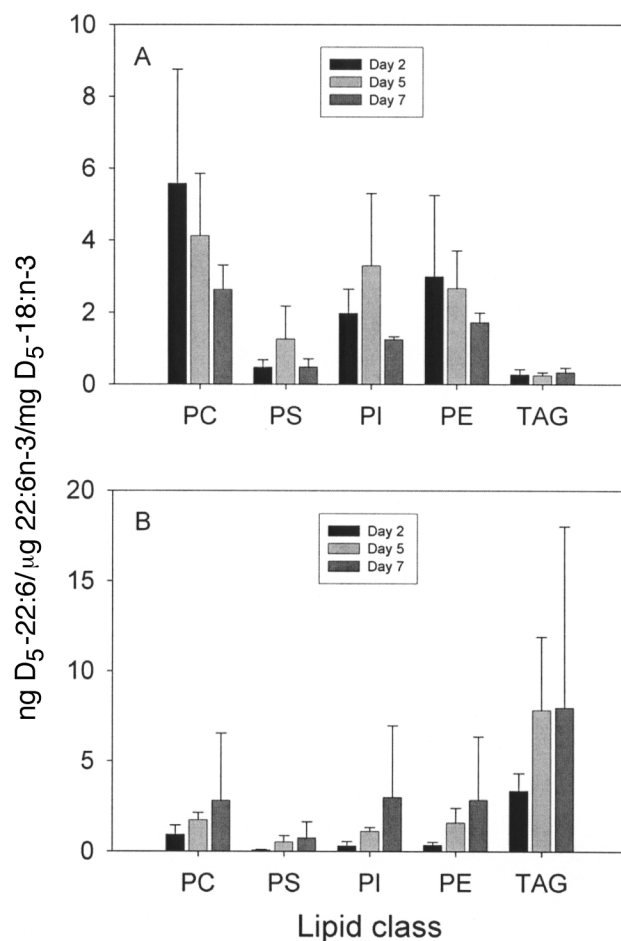 ng D5-22:6/µg 22:6n-3/mg D5-18:n-3
10
8
6
4
2
0
A
Day 2
Day 5
Day 7
PC PS PI PE TAG
20
15
10
5
0
B
Day 2
Day 5
Day 7
PC PS PI PE TAG
Lipid class